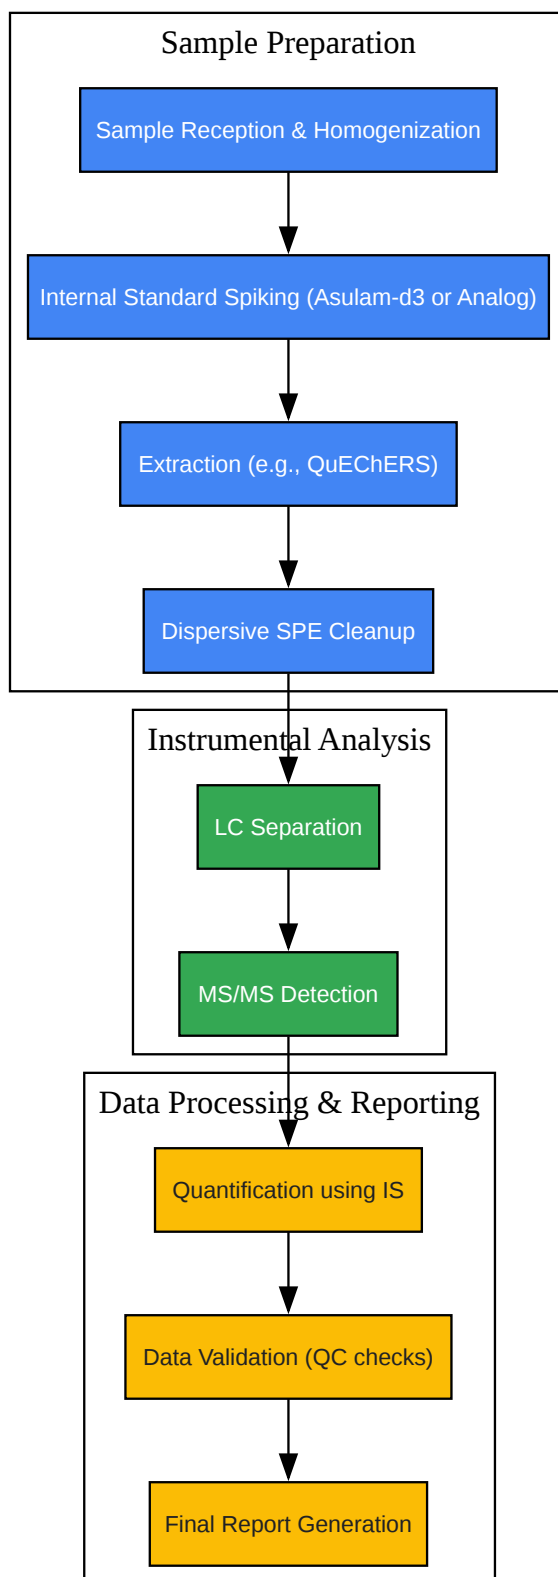 Sample Preparation
Sample Reception & Homogenization
Internal Standard Spiking (Asulam-d3 or Analog)
Extraction (e.g., QuEChERS)
Dispersive SPE Cleanup
Instrumental Analysis
LC Separation
MS/MS Detection
Data Processing & Reporting
Quantification using IS
Data Validation (QC checks)
Final Report Generation